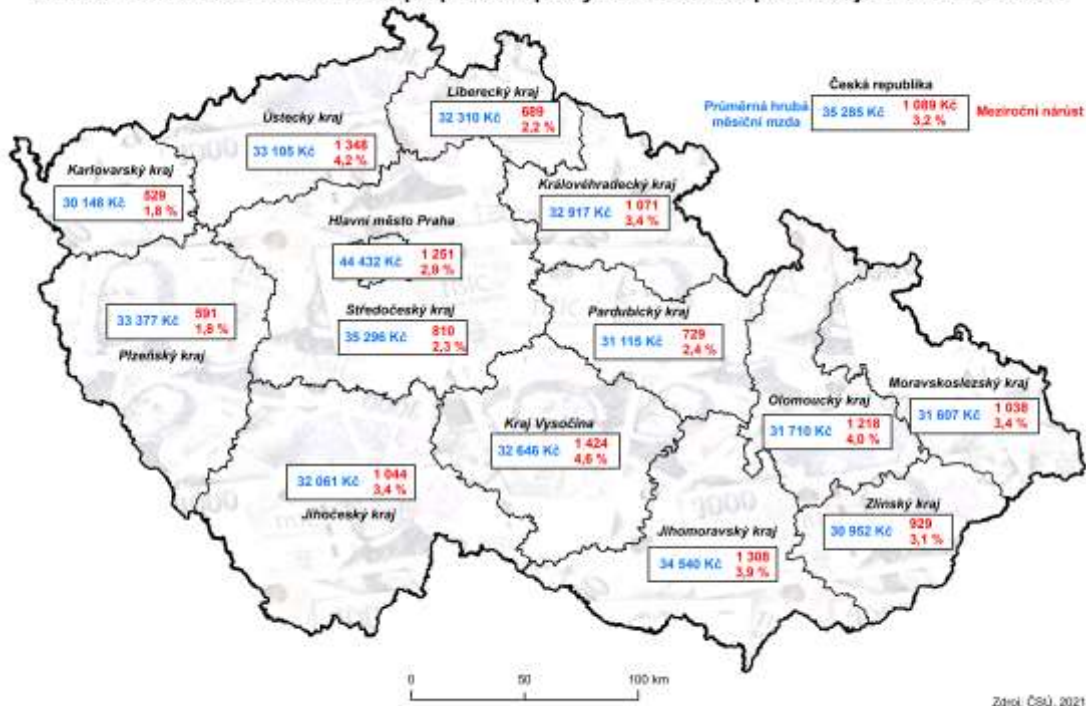 Liberecký kraj
32 310 Kč 689
2,2 %
Česká republika
Průměrná hrubá
měsíční mzda
35 285 Kč 1 089 Kč
3,2 %
Meziroční nárůst
Ústecký kraj
33 105 Kč 1 348
4,2 %
Karlovarský kraj
30 148 Kč 529
1,8 %
Královéhradecký kraj
32 917 Kč 1 071
3,4 %
Hlavní město Praha
44 432 Kč 1 251
2,9 %
33 377 Kč 591
1,8 %
Plzeňský kraj
Středočeský kraj
35 296 Kč 810
2,3 %
Pardubický kraj
31 115 Kč 729
2,4 %
Moravskoslezský kraj
31 607 Kč 1 038
3,4 %
Olomoucký kraj
31 710 Kč 1 218
4,0 %
Kraj Vysočina
32 646 Kč 1 424
4,6 %
32 061 Kč 1 044
3,4 %
Jihočeský kraj
Zlínský kraj
30 952 Kč 929
3,1 %
Jihomoravský kraj
34 540 Kč 1 308
3,9 %
0 50 100 km
Zdroj: ČSÚ, 2021